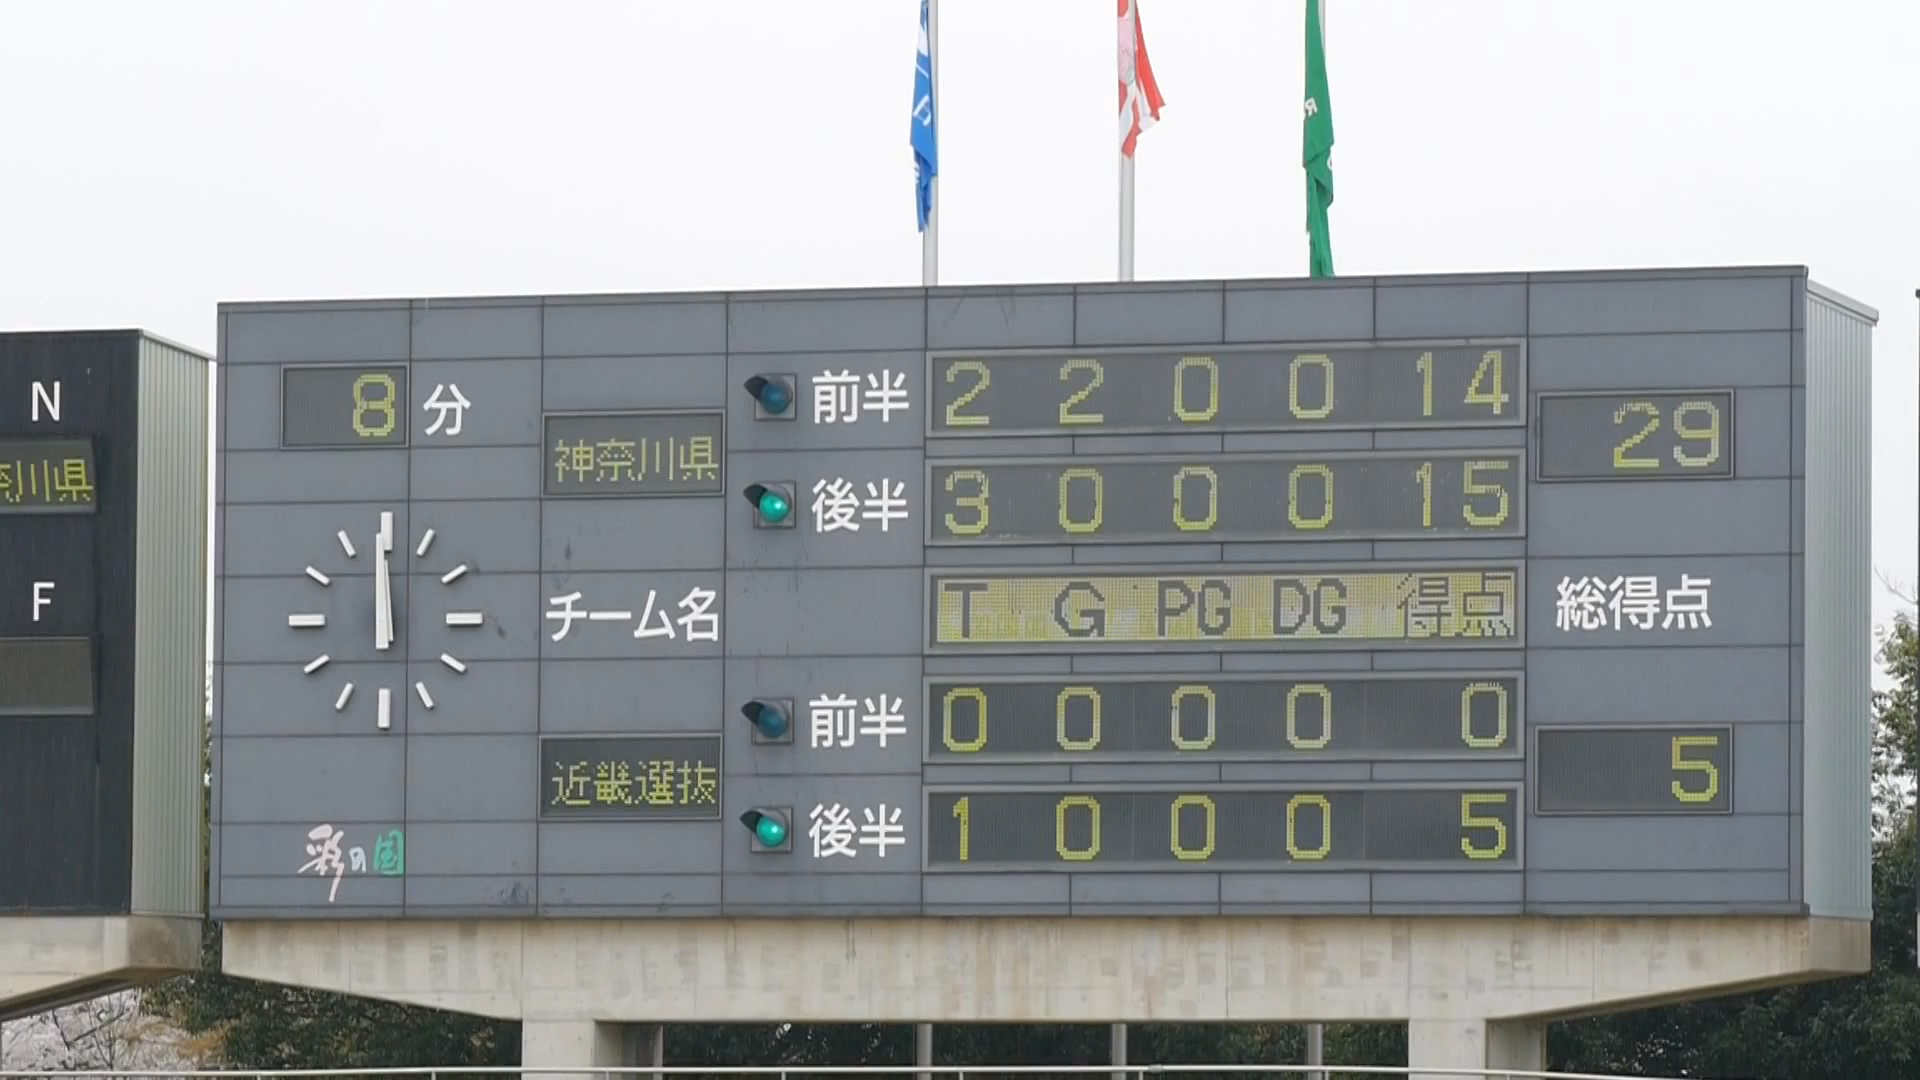 N
奈川県
F
8 分
神奈川県
前半 2 2 0 0 14
29
後半 3 0 0 0 15
チーム名
T G PG DG 得点
総得点
前半 0 0 0 0 0
近畿選抜
5
後半 1 0 0 0 5
彩の国
R